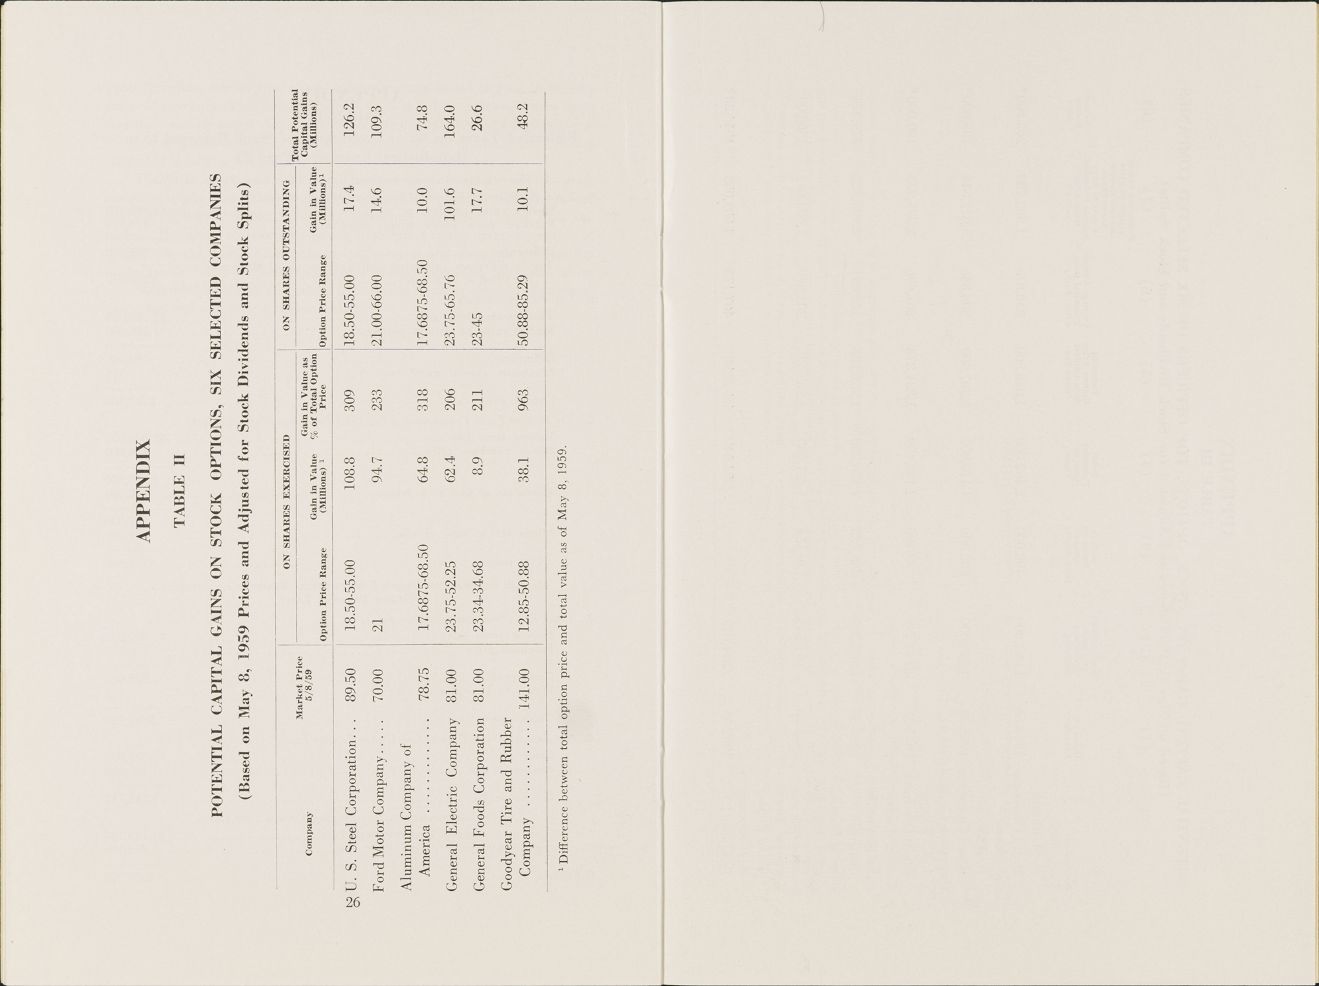 APPENDIX
TABLE II
POTENTIAL CAPITAL GAINS ON STOCK OPTIONS, SIX SELECTED COMPANIES
(Based on May 8, 1959 Prices and Adjusted for Stock Dividends and Stock Splits)
ON SHARES EXERCISED ON SHARES OUTSTANDING
Company Market Price 5/8/59 Option Price Range Gain in Value (Millions) ¹ Gain in Value as % of Total Option Price Option Price Range Gain in Value (Millions)¹ Total Potential Capital Gains (Millions)
U. S. Steel Corporation... 89.50 18.50-55.00 108.8 309 18.50-55.00 17.4 126.2
Ford Motor Company..... 70.00 21 94.7 233 21.00-66.00 14.6 109.3
Aluminum Company of
America ............ 78.75 17.6875-68.50 64.8 318 17.6875-68.50 10.0 74.8
General Electric Company 81.00 23.75-52.25 62.4 206 23.75-65.76 101.6 164.0
General Foods Corporation 81.00 23.34-34.68 8.9 211 23-45 17.7 26.6
Goodyear Tire and Rubber
Company ........... 141.00 12.85-50.88 38.1 963 50.88-85.29 10.1 48.2
¹ Difference between total option price and total value as of May 8, 1959.
26